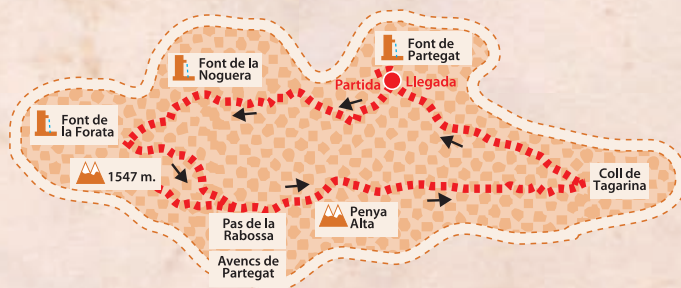 Font de
Partegat
Partida
Llegada
Font de la
Noguera
Font de
la Forata
1547 m.
Pas de la
Rabossa
Avencs de
Partegat
Penya
Alta
Coll de
Tagarina